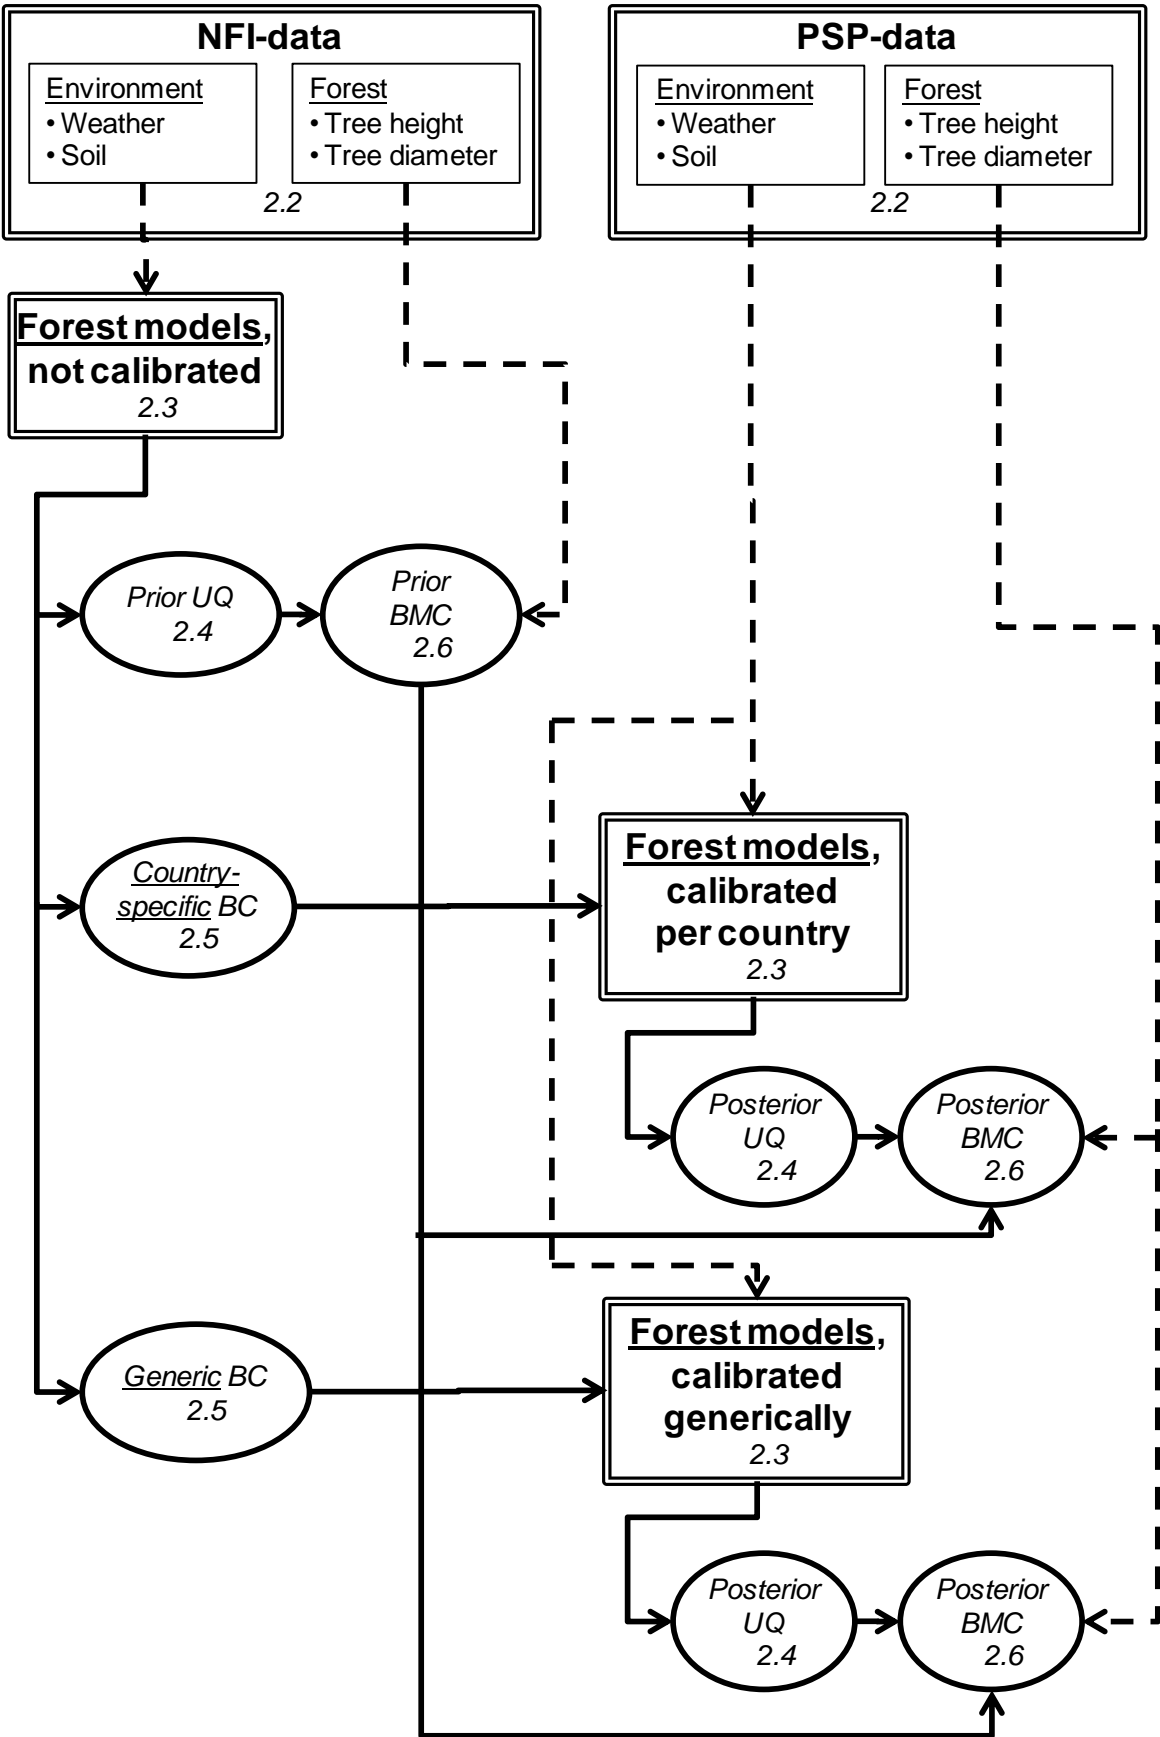 NFI-data
Environment
• Weather
• Soil
Forest
• Tree height
• Tree diameter
2.2
PSP-data
Environment
• Weather
• Soil
Forest
• Tree height
• Tree diameter
2.2
Forest models,
not calibrated
2.3
Prior UQ
2.4
Prior
BMC
2.6
Country-
specific BC
2.5
Forest models,
calibrated
per country
2.3
Posterior
UQ
2.4
Posterior
BMC
2.6
Generic BC
2.5
Forest models,
calibrated
generically
2.3
Posterior
UQ
2.4
Posterior
BMC
2.6